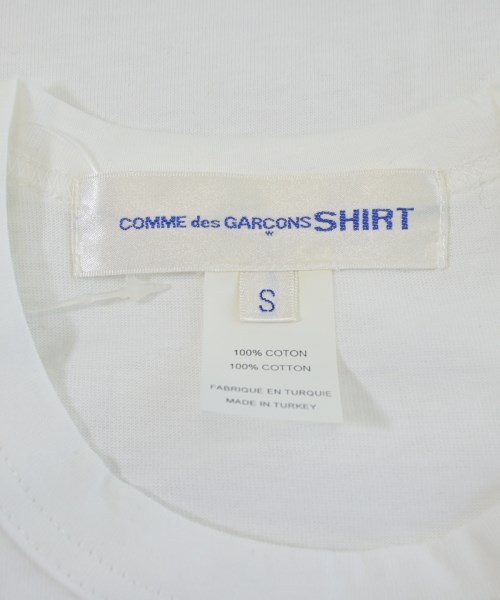 COMME des GARÇONS SHIRT
S
100% COTON
100% COTTON
FABRIQUE EN TURQUIE
MADE IN TURKEY